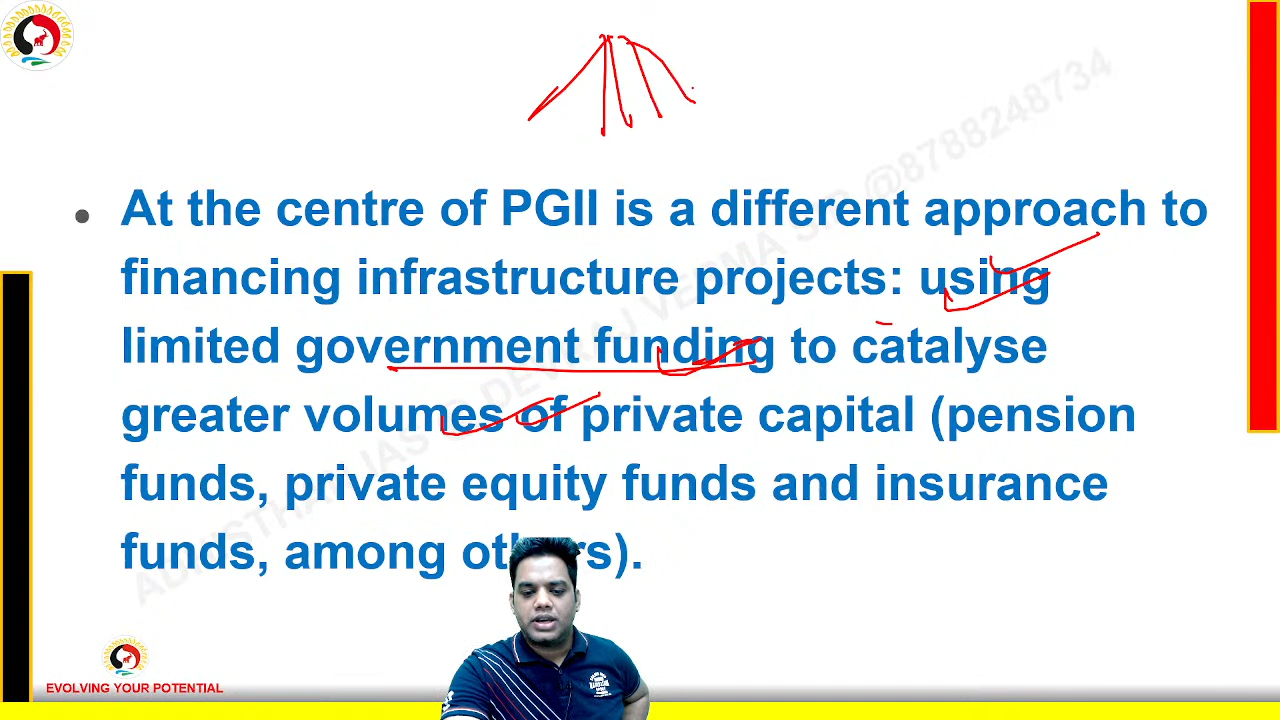 • At the centre of PGII is a different approach to
financing infrastructure projects: using
limited government funding to catalyse
greater volumes of private capital (pension
funds, private equity funds and insurance
funds, among others).
EVOLVING YOUR POTENTIAL
@8788248734